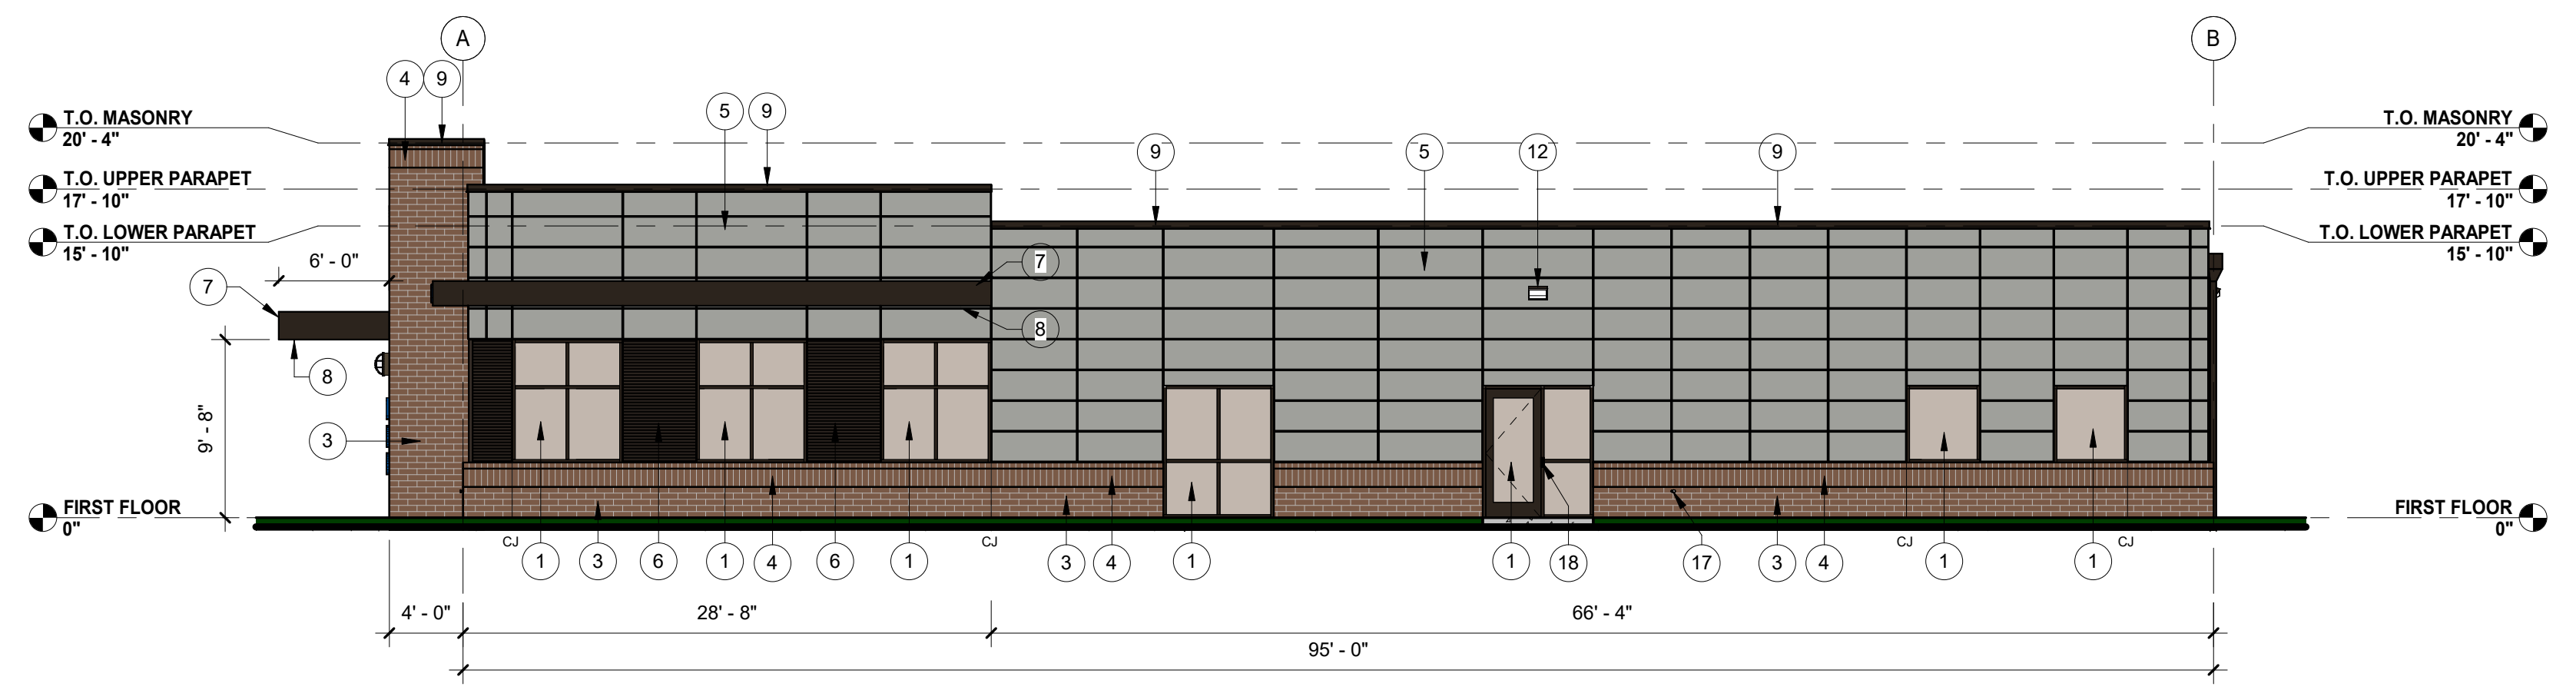 A
B
4
9
5
9
T.O. MASONRY
20' - 4"
T.O. MASONRY
20' - 4"
9
5
12
9
T.O. UPPER PARAPET
17' - 10"
T.O. UPPER PARAPET
17' - 10"
T.O. LOWER PARAPET
15' - 10"
T.O. LOWER PARAPET
15' - 10"
6' - 0"
7
7
8
8
9' - 8"
3
FIRST FLOOR
0"
FIRST FLOOR
0"
CJ
CJ
CJ
CJ
1
3
6
1
4
6
1
3
4
1
1
18
17
3
4
1
1
4' - 0"
28' - 8"
66' - 4"
95' - 0"